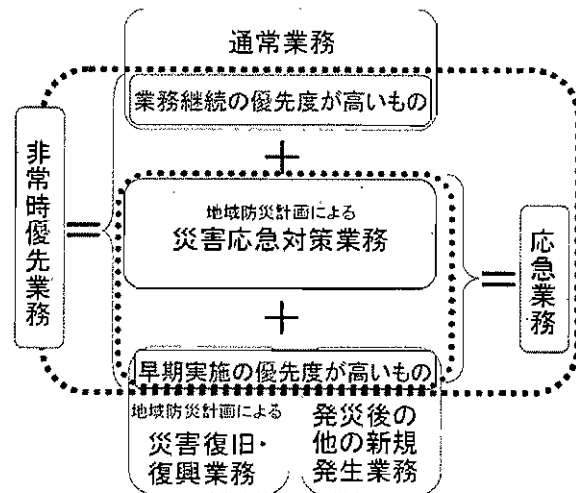 通常業務
業務継続の優先度が高いもの
＋
非常時優先業務
＝
地域防災計画による
災害応急対策業務
＝
応急業務
＋
早期実施の優先度が高いもの
地域防災計画による
災害復旧・
復興業務
発災後の
他の新規
発生業務